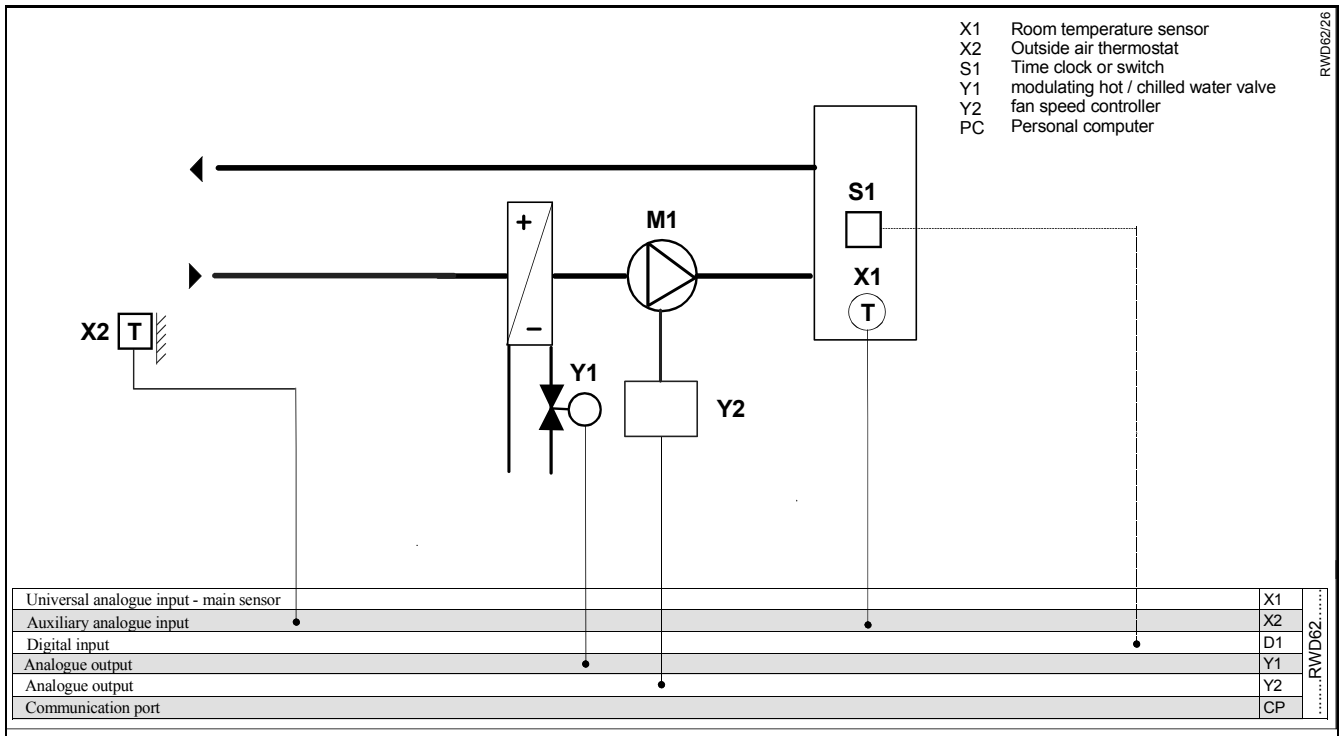 X1 Room temperature sensor
X2 Outside air thermostat
S1 Time clock or switch
Y1 modulating hot / chilled water valve
Y2 fan speed controller
PC Personal computer
RWD62/26
S1
+
M1
X1
T
X2 T
–
Y1
Y2
Universal analogue input - main sensor X1
Auxiliary analogue input X2
Digital input D1
Analogue output Y1
Analogue output Y2
Communication port CP
........RWD62........